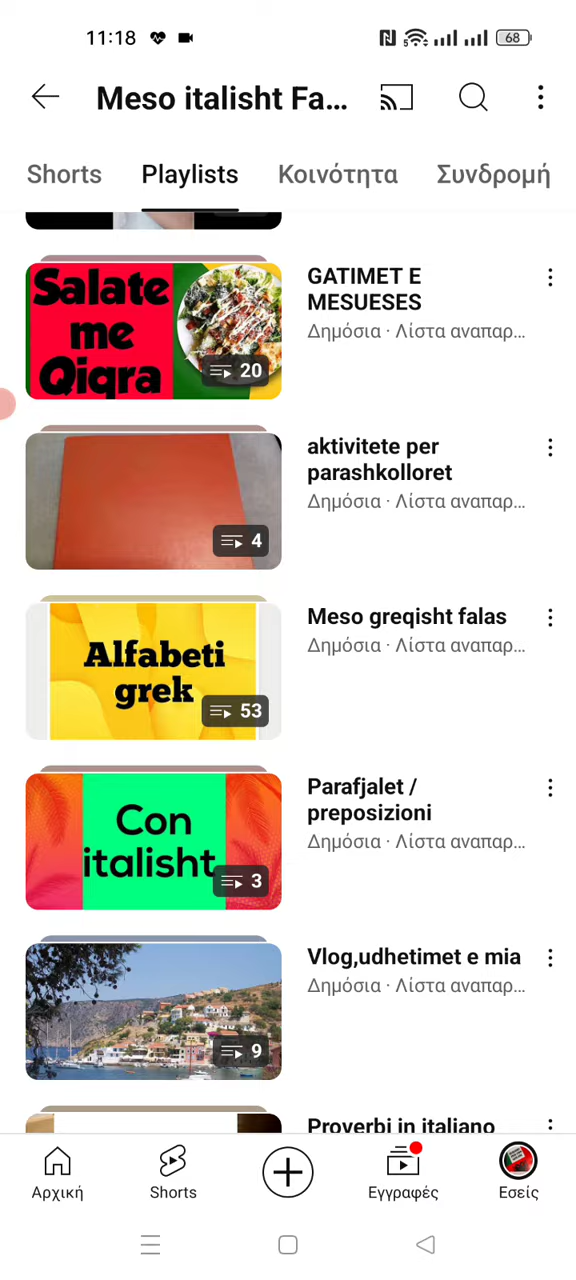 11:18
68
Meso italisht Fa...
Shorts
Playlists
Κοινότητα
Συνδρομή
Salate
me
Qiqra
20
GATIMET E
MESUESES
Δημόσια · Λίστα αναπαρ...
4
aktivitete per
parashkolloret
Δημόσια · Λίστα αναπαρ...
Alfabeti
grek
53
Meso greqisht falas
Δημόσια · Λίστα αναπαρ...
Con
italisht
3
Parafjalet /
preposizioni
Δημόσια · Λίστα αναπαρ...
9
Vlog,udhetimet e mia
Δημόσια · Λίστα αναπαρ...
Proverbi in italiano
Αρχική
Shorts
Εγγραφές
Εσείς